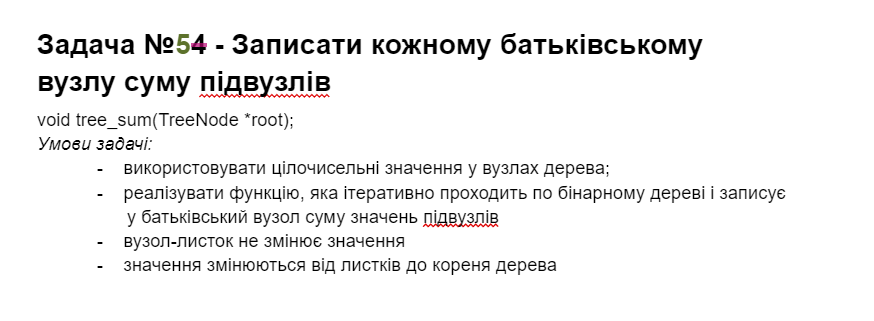 Задача №54 - Записати кожному батьківському
вузлу суму підвузлів
void tree_sum(TreeNode *root);
Умови задачі:
- використовувати цілочисельні значення у вузлах дерева;
- реалізувати функцію, яка ітеративно проходить по бінарному дереві і записує
у батьківський вузол суму значень підвузлів
- вузол-листок не змінює значення
- значення змінюються від листків до кореня дерева